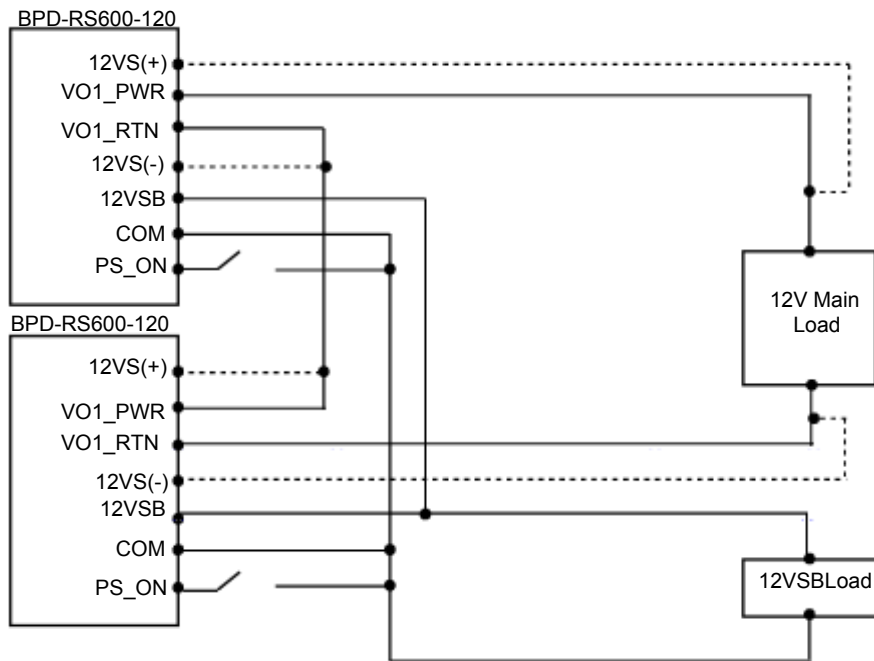 BPD-RS600-120
12VS(+)
VO1_PWR
VO1_RTN
12VS(-)
12VSB
COM
PS_ON
BPD-RS600-120
12VS(+)
VO1_PWR
VO1_RTN
12VS(-)
12VSB
COM
PS_ON
12V Main
Load
12VSBLoad